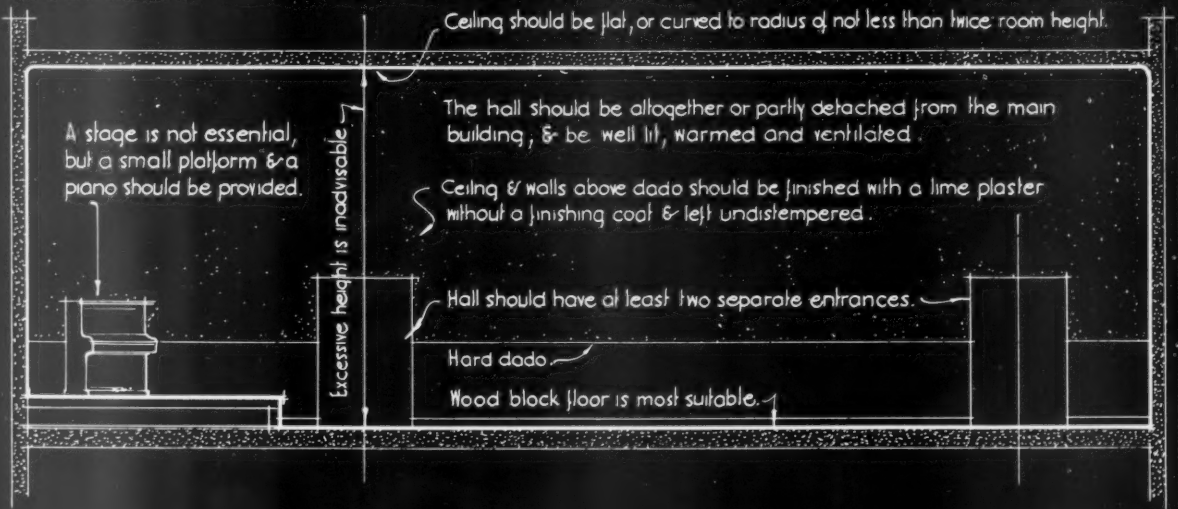 Ceiling should be flat, or curved to radius of not less than twice room height.
The hall should be altogether or partly detached from the main
building, & be well lit, warmed and ventilated.
A stage is not essential,
but a small platform & a
piano should be provided.
Excessive height is inadvisable
Ceilng & walls above dado should be finished with a lime plaster
without a finishing coat & left undistempered.
Hall should have at least two separate entrances.
Hard dado.
Wood block floor is most suitable.